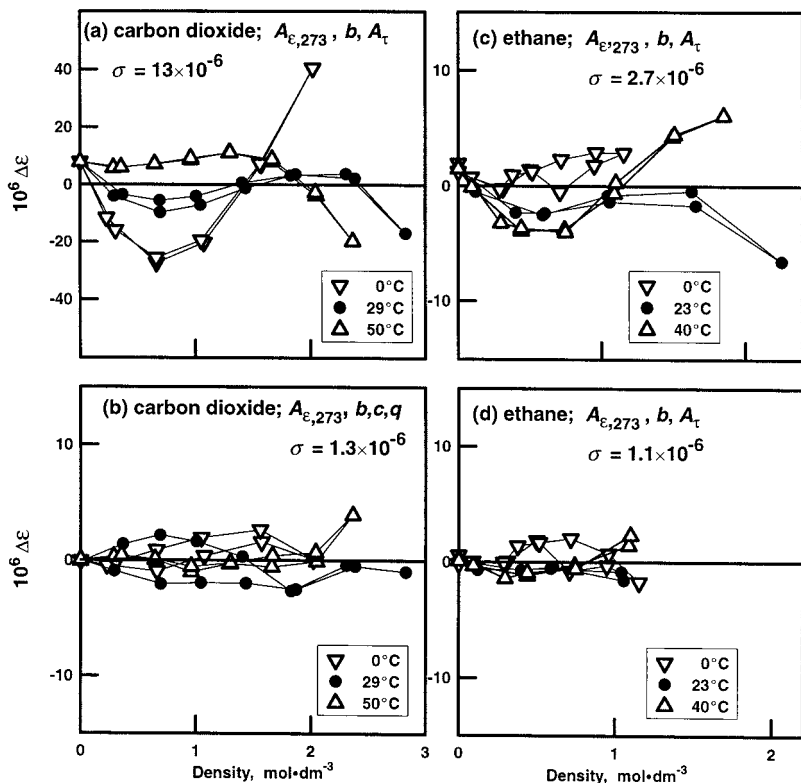 (a) carbon dioxide; Aε,273 , b, Aτ
σ = 13×10-6
40
20
0
-20
-40
10⁶ Δε
0°C
29°C
50°C
(c) ethane; Aε,273 , b, Aτ
σ = 2.7×10-6
10
0
-10
0°C
23°C
40°C
(b) carbon dioxide; Aε,273 , b,c,q
σ = 1.3×10-6
10
0
-10
10⁶ Δε
0°C
29°C
50°C
0
1
2
3
Density, mol•dm-3
(d) ethane; Aε,273 , b, Aτ
σ = 1.1×10-6
10
0
-10
0°C
23°C
40°C
0
1
2
Density, mol•dm-3